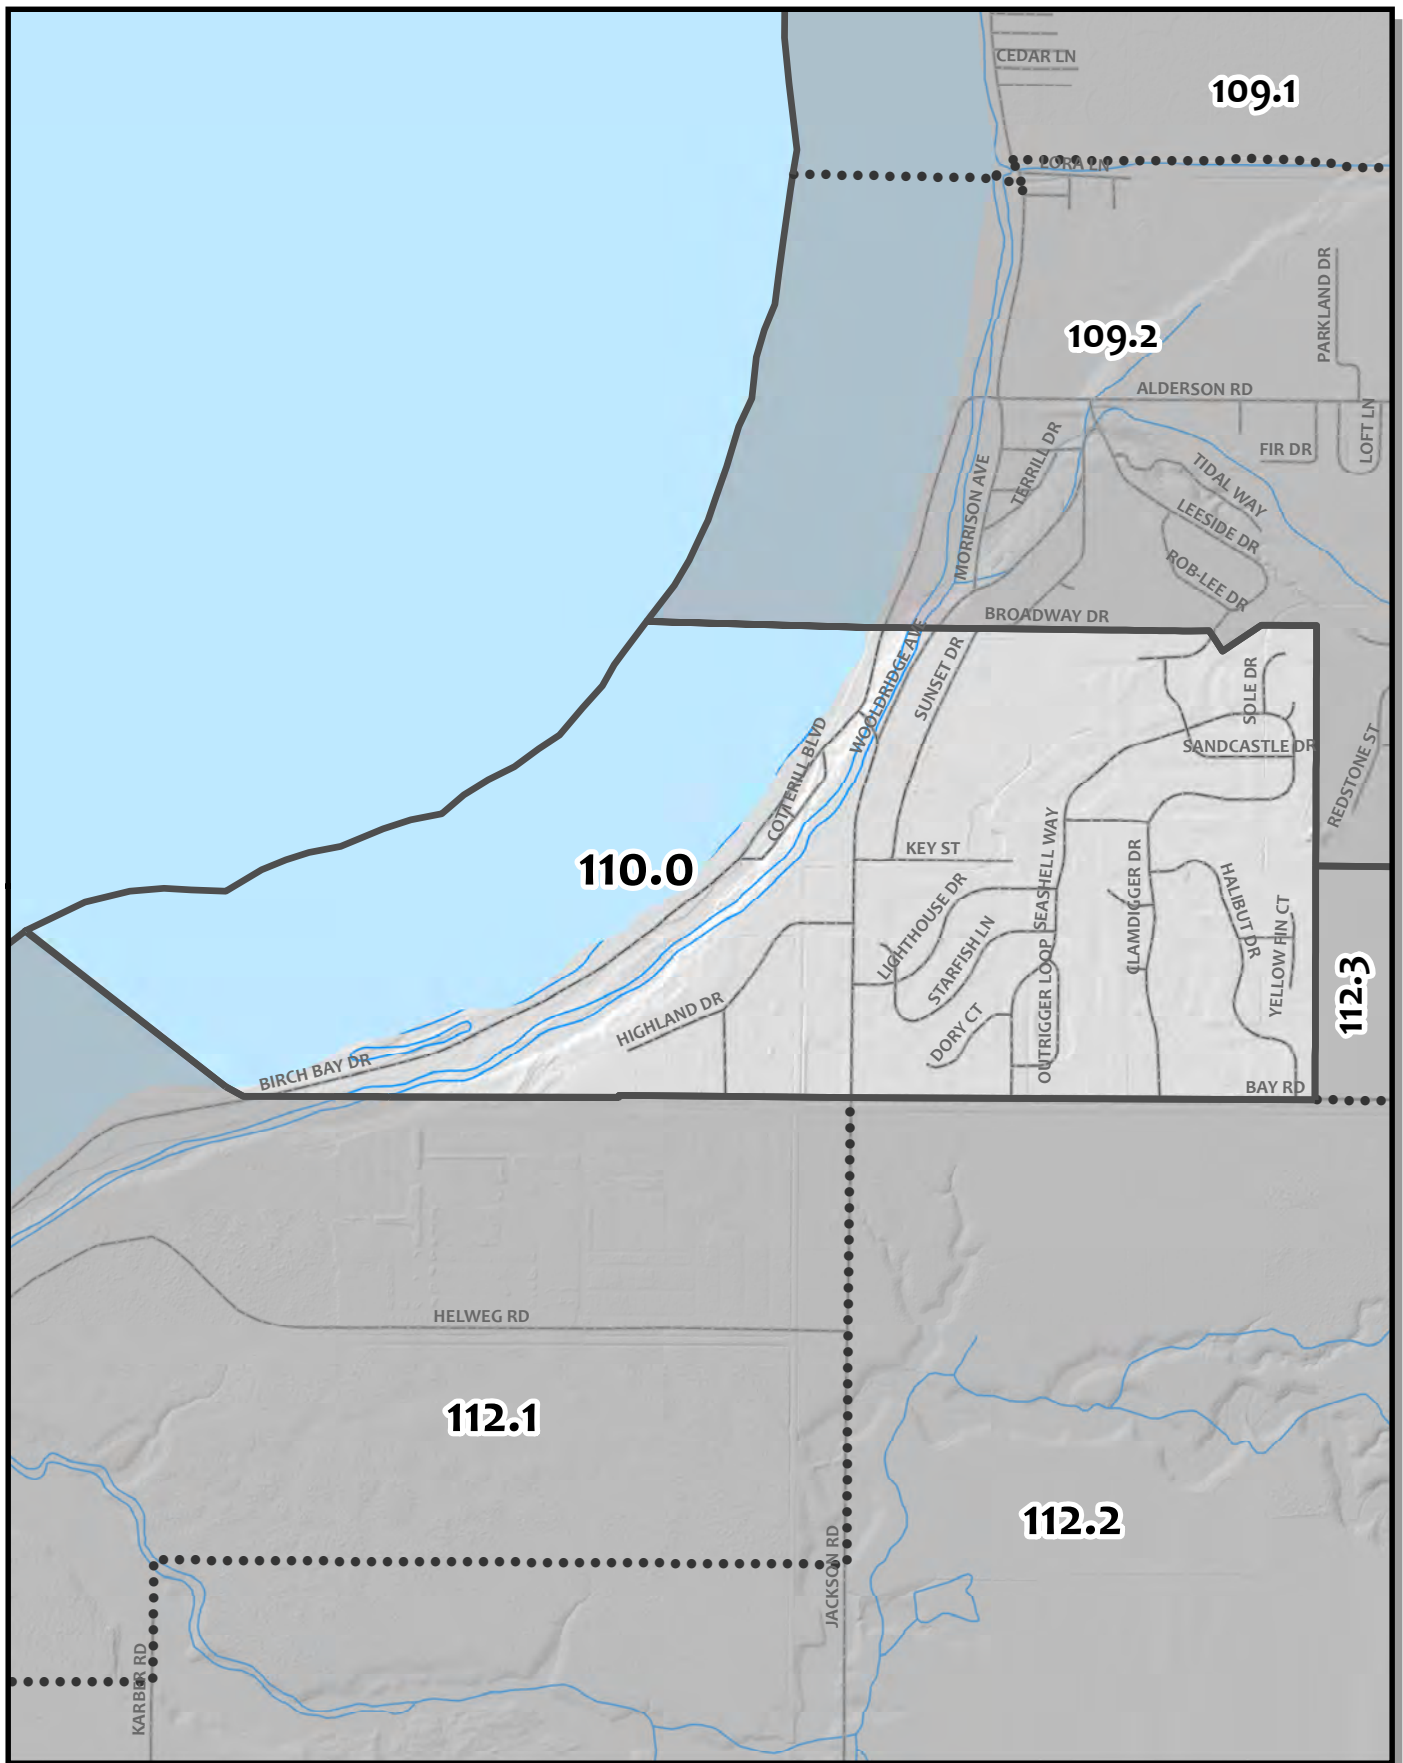 CEDAR LN
109.1
LORA LN
PARKLAND DR
109.2
ALDERSON RD
LOFT LN
FIR DR
TERRILL DR
MORRISON AVE
TIDAL WAY
LEESIDE DR
ROB-LEE DR
BROADWAY DR
WOOLDRIDGE AVE
SUNSET DR
SOLE DR
SANDCASTLE DR
REDSTONE ST
COTTERILL BLVD
KEY ST
SEASHELL WAY
110.0
CLAMDIGGER DR
HALIBUT DR
LIGHTHOUSE DR
STARFISH LN
YELLOW FIN CT
112.3
OUTRIGGER LOOP
DORY CT
HIGHLAND DR
BIRCH BAY DR
BAY RD
HELWEG RD
112.1
112.2
JACKSON RD
KARBER RD